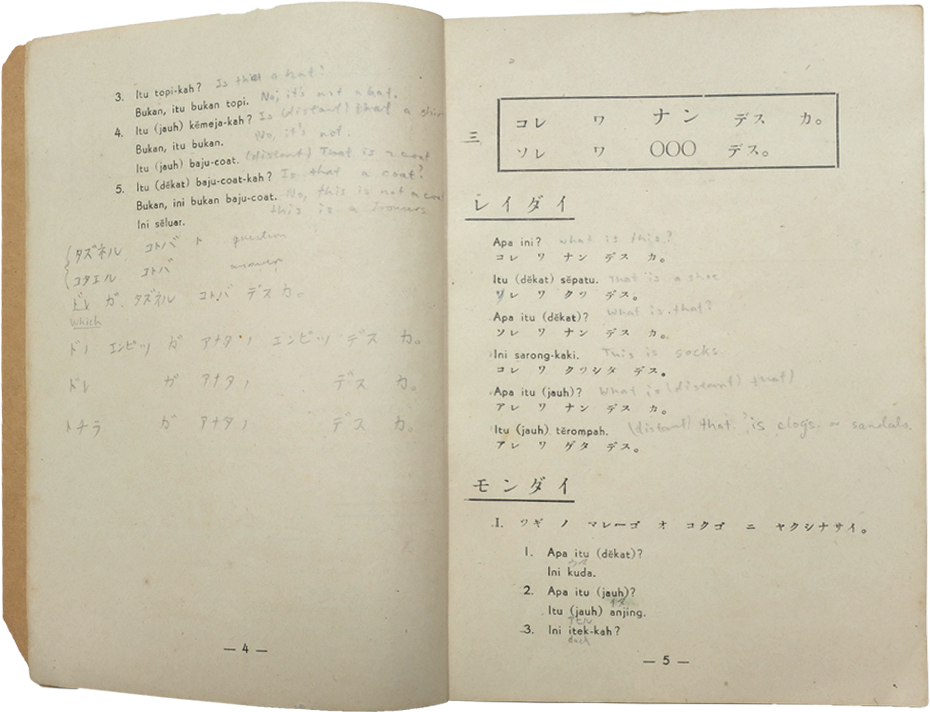 3. Itu topi-kah? Is that a hat?
Bukan, itu bukan topi. No, it's not a hat.
4. Itu (jauh) kĕmeja-kah? Is (distant) that a
Bukan, itu bukan. No, it's not.
Itu (jauh) baju-coat. (distant) That is a coat
5. Itu (dĕkat) baju-coat-kah? Is that a coat?
Bukan, ini bukan baju-coat. No, this is not a coat
Ini sĕluar. this is a trousers
タズネル コトバ ト question
コタエル コトバ answer
ドレ ガ タズネル コトバ デス カ。
Which
ドノ エンピツ ガ アナタノ エンピツ デス カ。
ドレ ガ アナタノ デス カ。
ドチラ ガ アナタノ デス カ。
— 4 —
三
コレ ワ ナン デス カ。
ソレ ワ OOO デス。
レイダイ
Apa ini? what is this?
コレ ワ ナン デス カ。
Itu (dĕkat) sĕpatu. That is a shoe
ソレ ワ クツ デス。
Apa itu (dĕkat)? What is that?
ソレ ワ ナン デス カ。
Ini sarong-kaki. This is socks.
コレ ワ クツシタ デス。
Apa itu (jauh)? What is (distant) that?
アレ ワ ナン デス カ。
Itu (jauh) tĕrompah. (distant) that is clogs or sandals.
アレ ワ ゲタ デス。
モンダイ
I. ツギ ノ マレーゴ オ コクゴ ニ ヤクシナサイ。
1. Apa itu (dĕkat)?
Ini kuda.
2. Apa itu (jauh)?
Itu (jauh) anjing.
3. Ini itek-kah?
duck
— 5 —